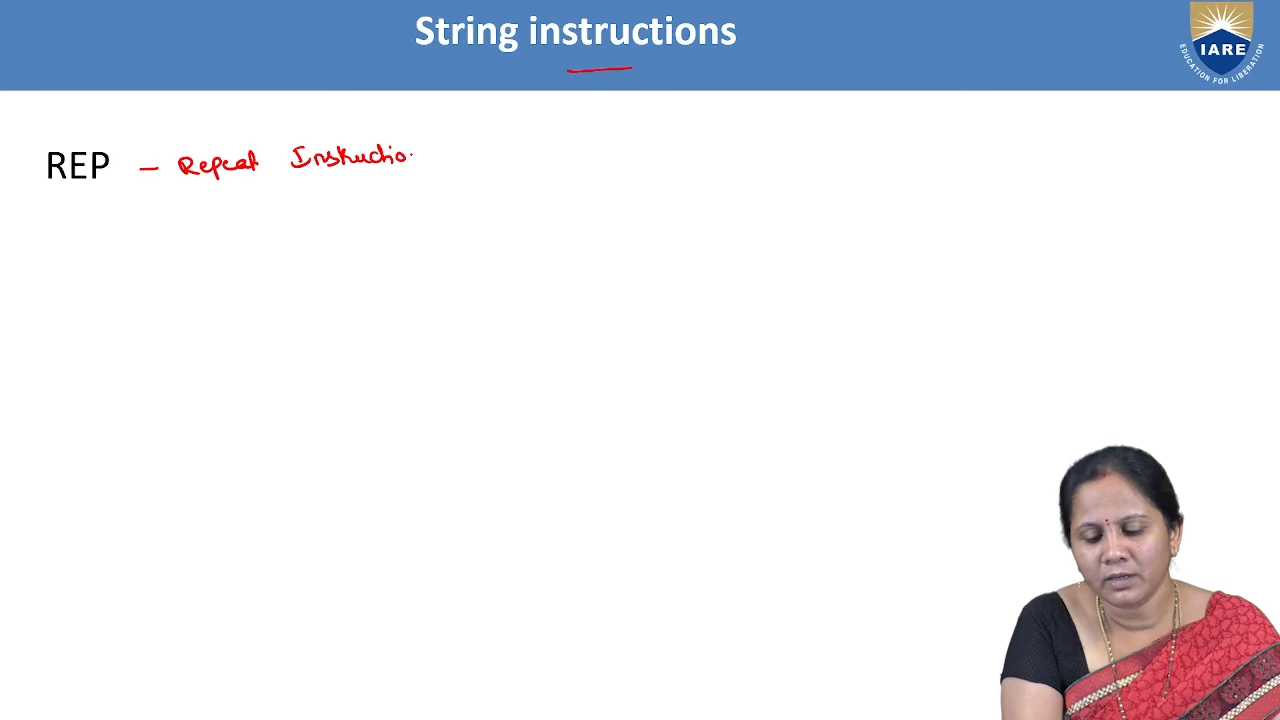 String instructions
IARE
EDUCATION FOR LIBERATION
REP – Repeat Instructio